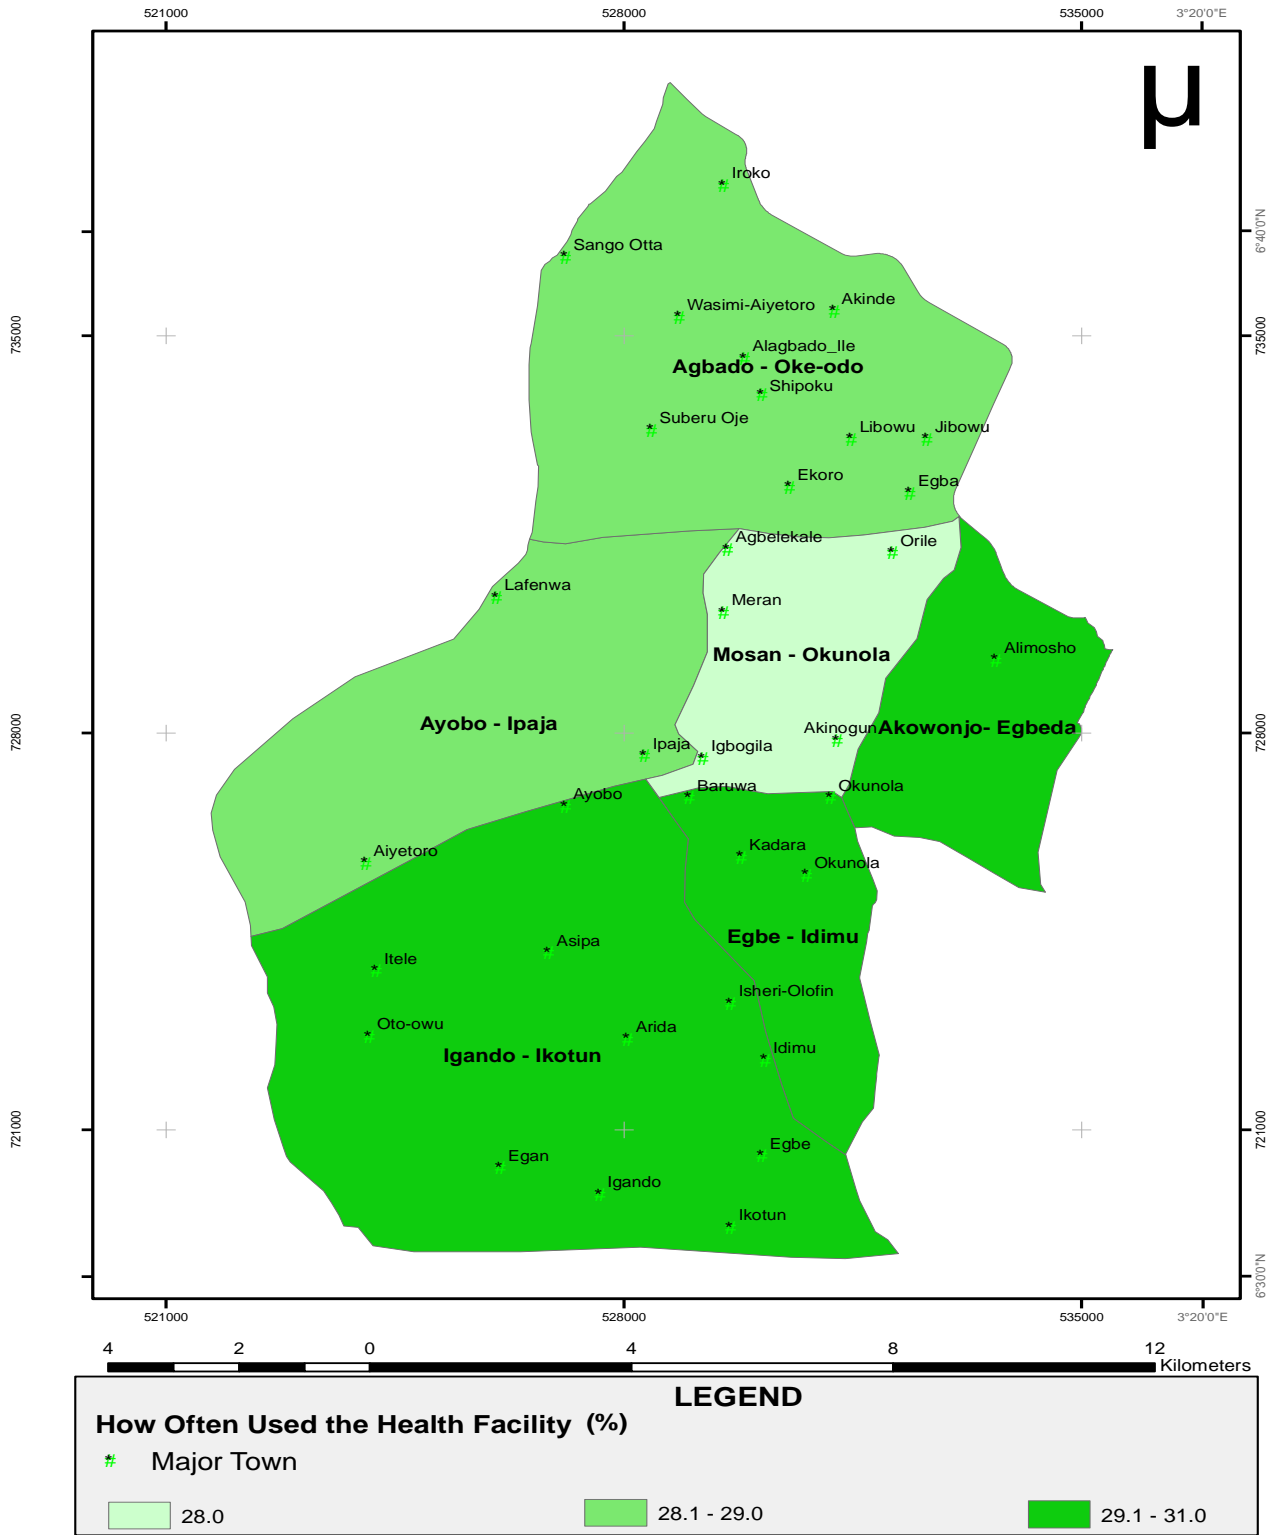 521000 528000 535000 3°20'0"E
µ
Iroko
6°40'0"N
Sango Otta
Wasimi-Aiyetoro Akinde
735000 735000
Alagbado_Ile
Agbado - Oke-odo
Shipoku
Suberu Oje Libowu Jibowu
Ekoro Egba
Agbelekale Orile
Lafenwa
Meran
Mosan - Okunola Alimosho
Ayobo - Ipaja Akinogun Akowonjo- Egbeda
728000 728000
Ipaja Igbogila
Ayobo Baruwa Okunola
Aiyetoro Kadara
Okunola
Asipa Egbe - Idimu
Itele
Isheri-Olofin
Oto-owu Arida
Igando - Ikotun Idimu
721000 721000
Egan Egbe
Igando
Ikotun
6°30'0"N
521000 528000 535000 3°20'0"E
4 2 0 4 8 12
Kilometers
LEGEND
How Often Used the Health Facility (%)
Major Town
28.0 28.1 - 29.0 29.1 - 31.0